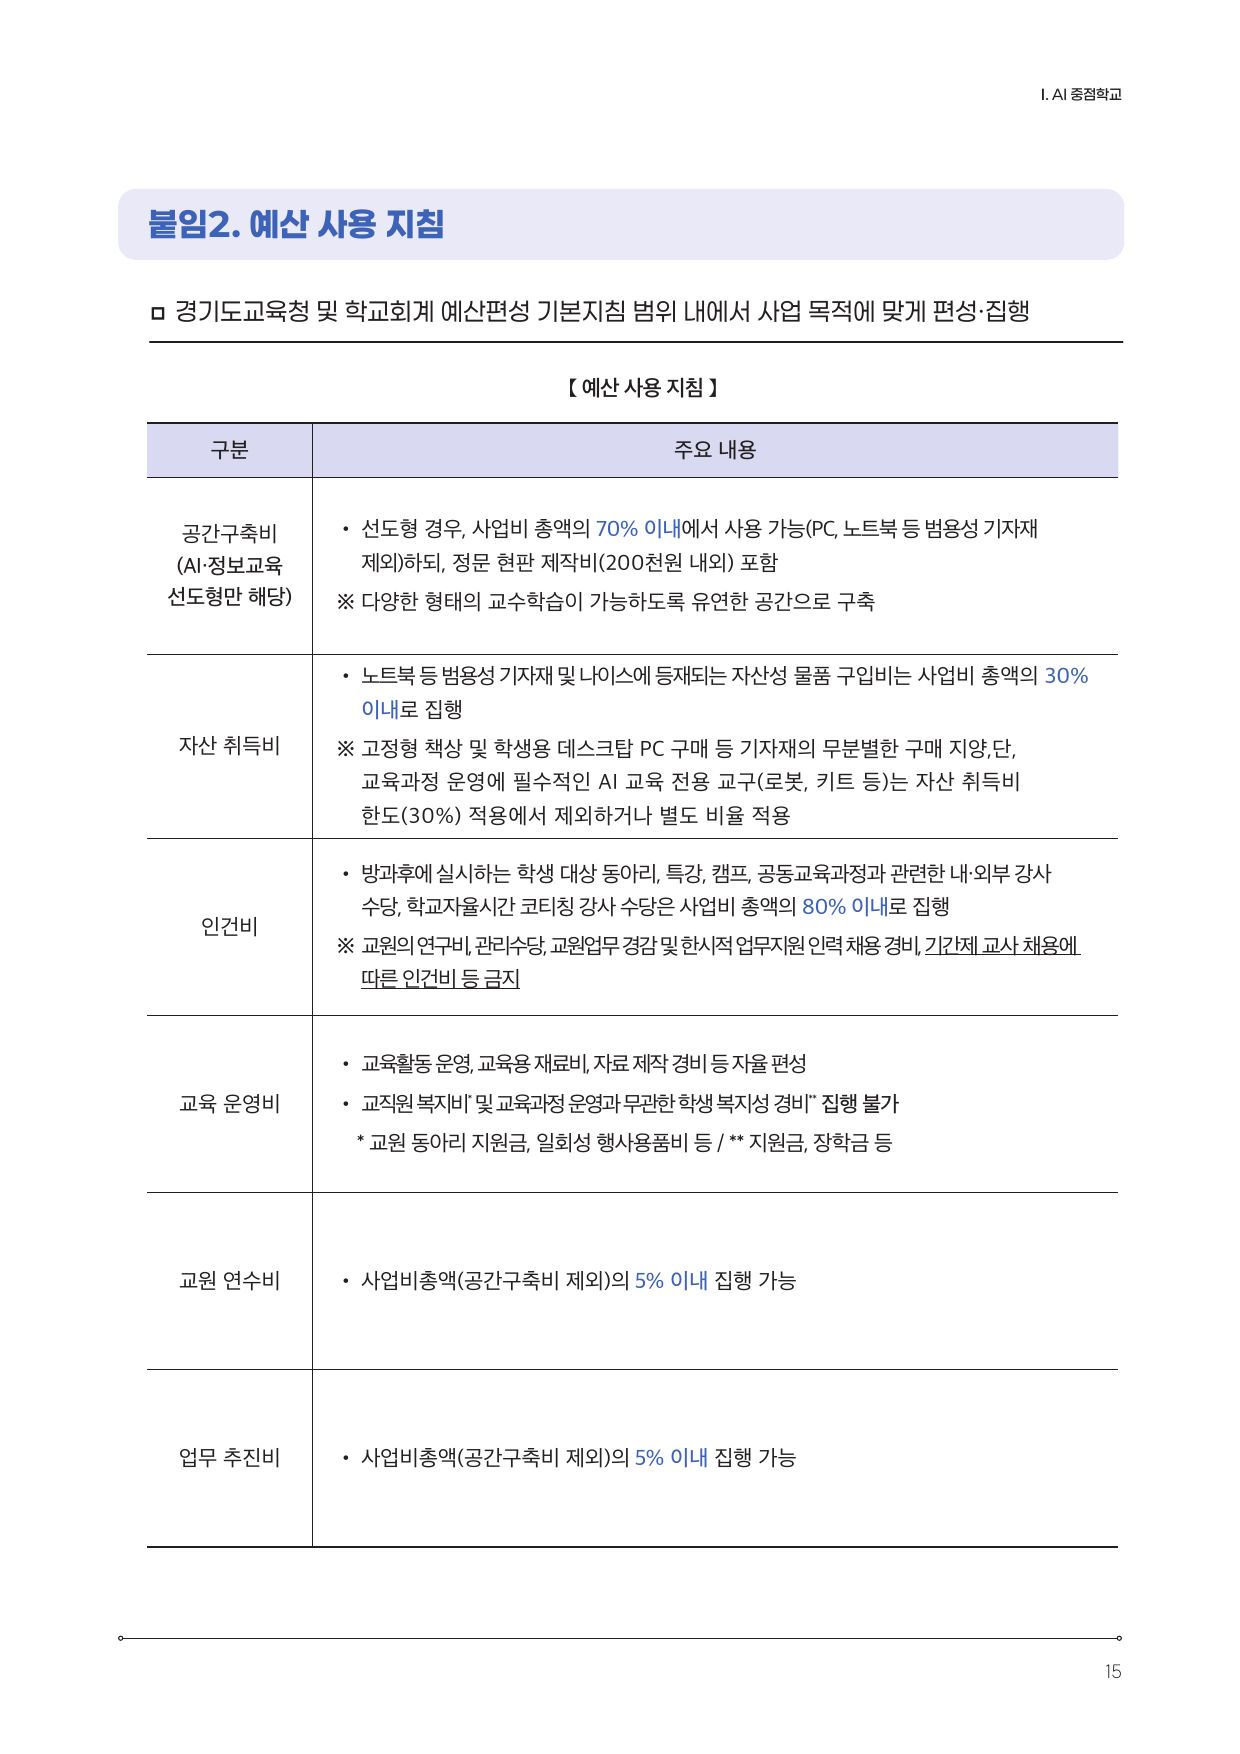 I. AI 중점학교
붙임2. 예산 사용 지침
□ 경기도교육청 및 학교회계 예산편성 기본지침 범위 내에서 사업 목적에 맞게 편성·집행
【 예산 사용 지침 】
구분
주요 내용
공간구축비
(AI·정보교육
선도형만 해당)
• 선도형 경우, 사업비 총액의 70% 이내에서 사용 가능(PC, 노트북 등 범용성 기자재
제외)하되, 정문 현판 제작비(200천원 내외) 포함
※ 다양한 형태의 교수학습이 가능하도록 유연한 공간으로 구축
자산 취득비
• 노트북 등 범용성 기자재 및 나이스에 등재되는 자산성 물품 구입비는 사업비 총액의 30%
이내로 집행
※ 고정형 책상 및 학생용 데스크탑 PC 구매 등 기자재의 무분별한 구매 지양,단,
교육과정 운영에 필수적인 AI 교육 전용 교구(로봇, 키트 등)는 자산 취득비
한도(30%) 적용에서 제외하거나 별도 비율 적용
인건비
• 방과후에 실시하는 학생 대상 동아리, 특강, 캠프, 공동교육과정과 관련한 내·외부 강사
수당, 학교자율시간 코티칭 강사 수당은 사업비 총액의 80% 이내로 집행
※ 교원의 연구비, 관리수당, 교원업무 경감 및 한시적 업무지원 인력 채용 경비, 기간제 교사 채용에
따른 인건비 등 금지
교육 운영비
• 교육활동 운영, 교육용 재료비, 자료 제작 경비 등 자율 편성
• 교직원 복지비* 및 교육과정 운영과 무관한 학생 복지성 경비** 집행 불가
* 교원 동아리 지원금, 일회성 행사용품비 등 / ** 지원금, 장학금 등
교원 연수비
• 사업비총액(공간구축비 제외)의 5% 이내 집행 가능
업무 추진비
• 사업비총액(공간구축비 제외)의 5% 이내 집행 가능
15